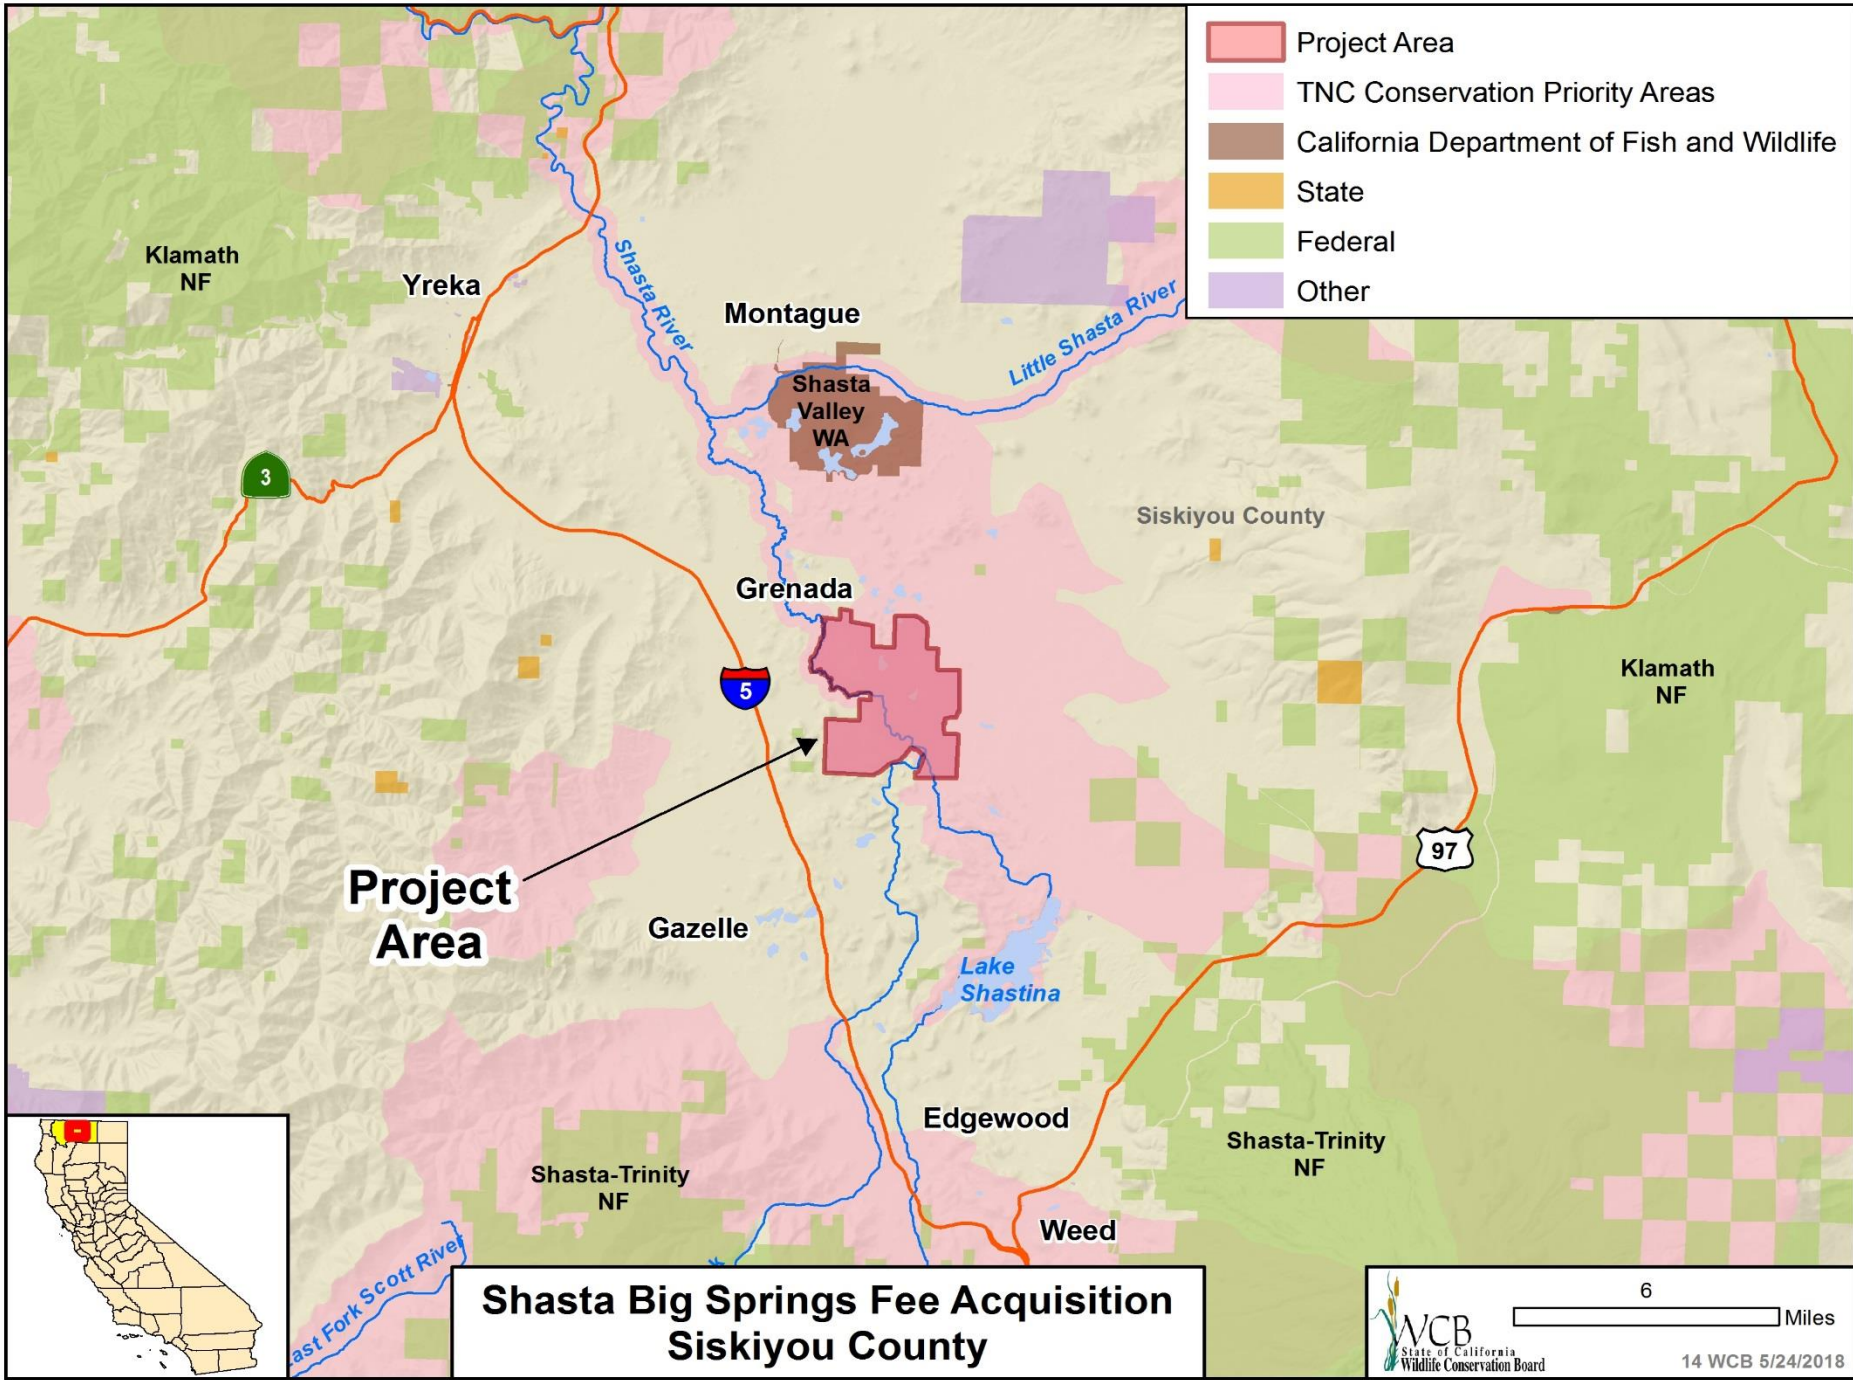 Project Area
TNC Conservation Priority Areas
California Department of Fish and Wildlife
State
Federal
Other
Klamath
NF
Yreka
Shasta River
Montague
Little Shasta River
Shasta
Valley
WA
3
Siskiyou County
Grenada
5
Klamath
NF
97
Project
Area
Gazelle
Lake
Shastina
Edgewood
Shasta-Trinity
NF
Shasta-Trinity
NF
Weed
East Fork Scott River
k
Shasta Big Springs Fee Acquisition
Siskiyou County
WCB
State of California
Wildlife Conservation Board
6
Miles
14 WCB 5/24/2018